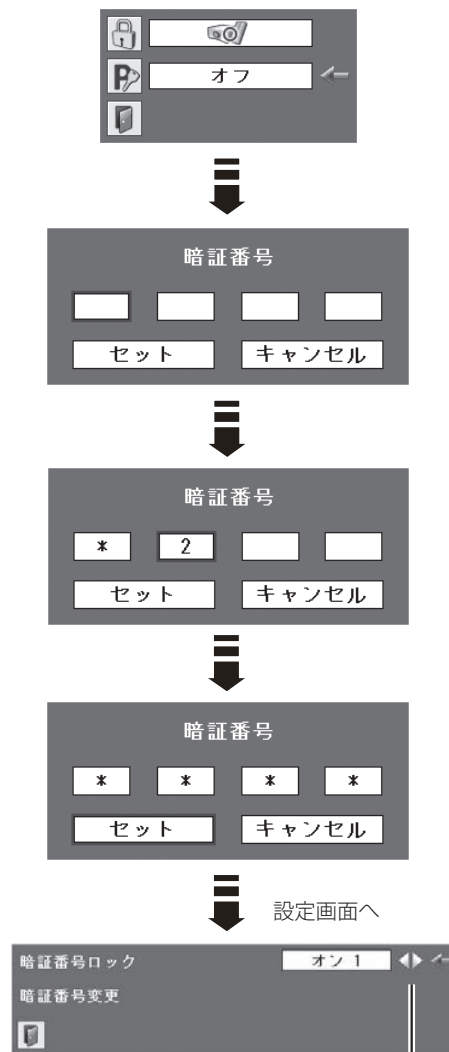 オフ
暗証番号
セット キャンセル
暗証番号
* 2
セット キャンセル
暗証番号
* * * *
セット キャンセル
設定画面へ
暗証番号ロック オン 1
暗証番号変更